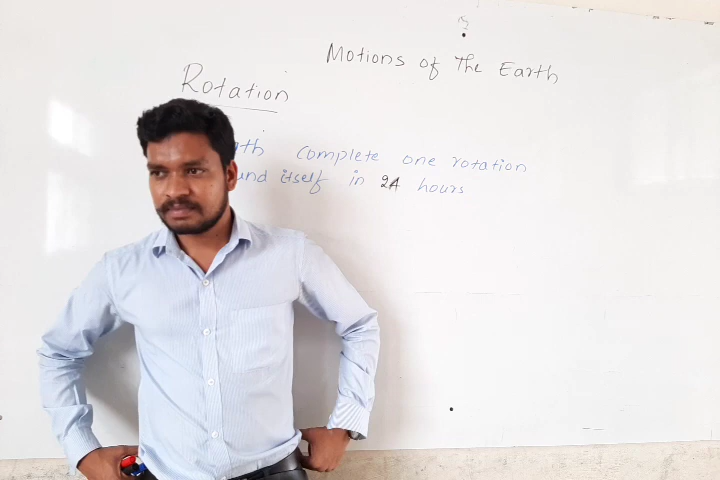 Motions of The Earth
Rotation
complete one rotation
itself in 24 hours